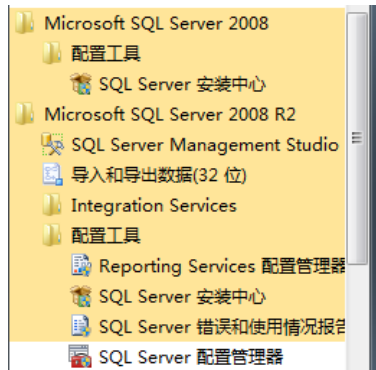 Microsoft SQL Server 2008
配置工具
SQL Server 安装中心
Microsoft SQL Server 2008 R2
SQL Server Management Studio
导入和导出数据(32 位)
Integration Services
配置工具
Reporting Services 配置管理器
SQL Server 安装中心
SQL Server 错误和使用情况报告
SQL Server 配置管理器